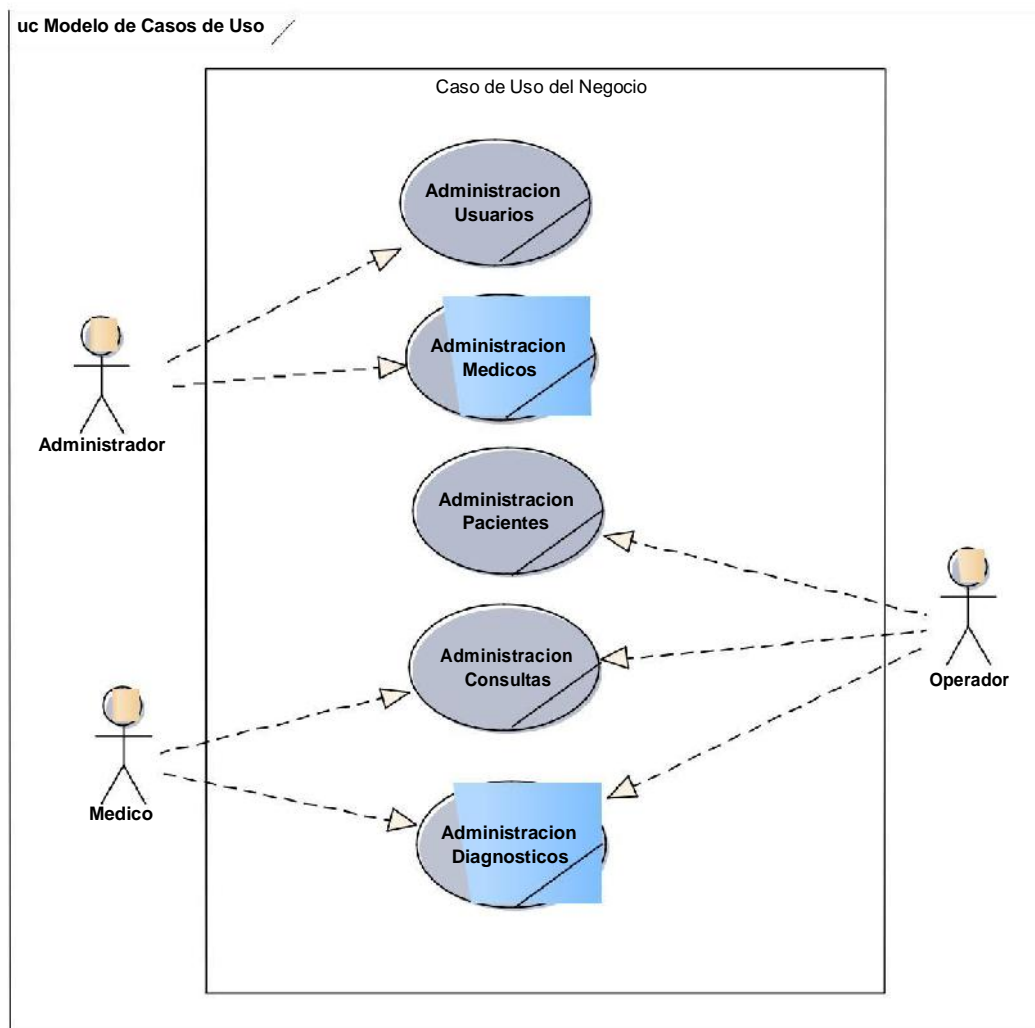 uc Modelo de Casos de Uso
Caso de Uso del Negocio
Administracion
Usuarios
Administracion
Medicos
Administrador
Administracion
Pacientes
Administracion
Consultas
Operador
Medico
Administracion
Diagnosticos